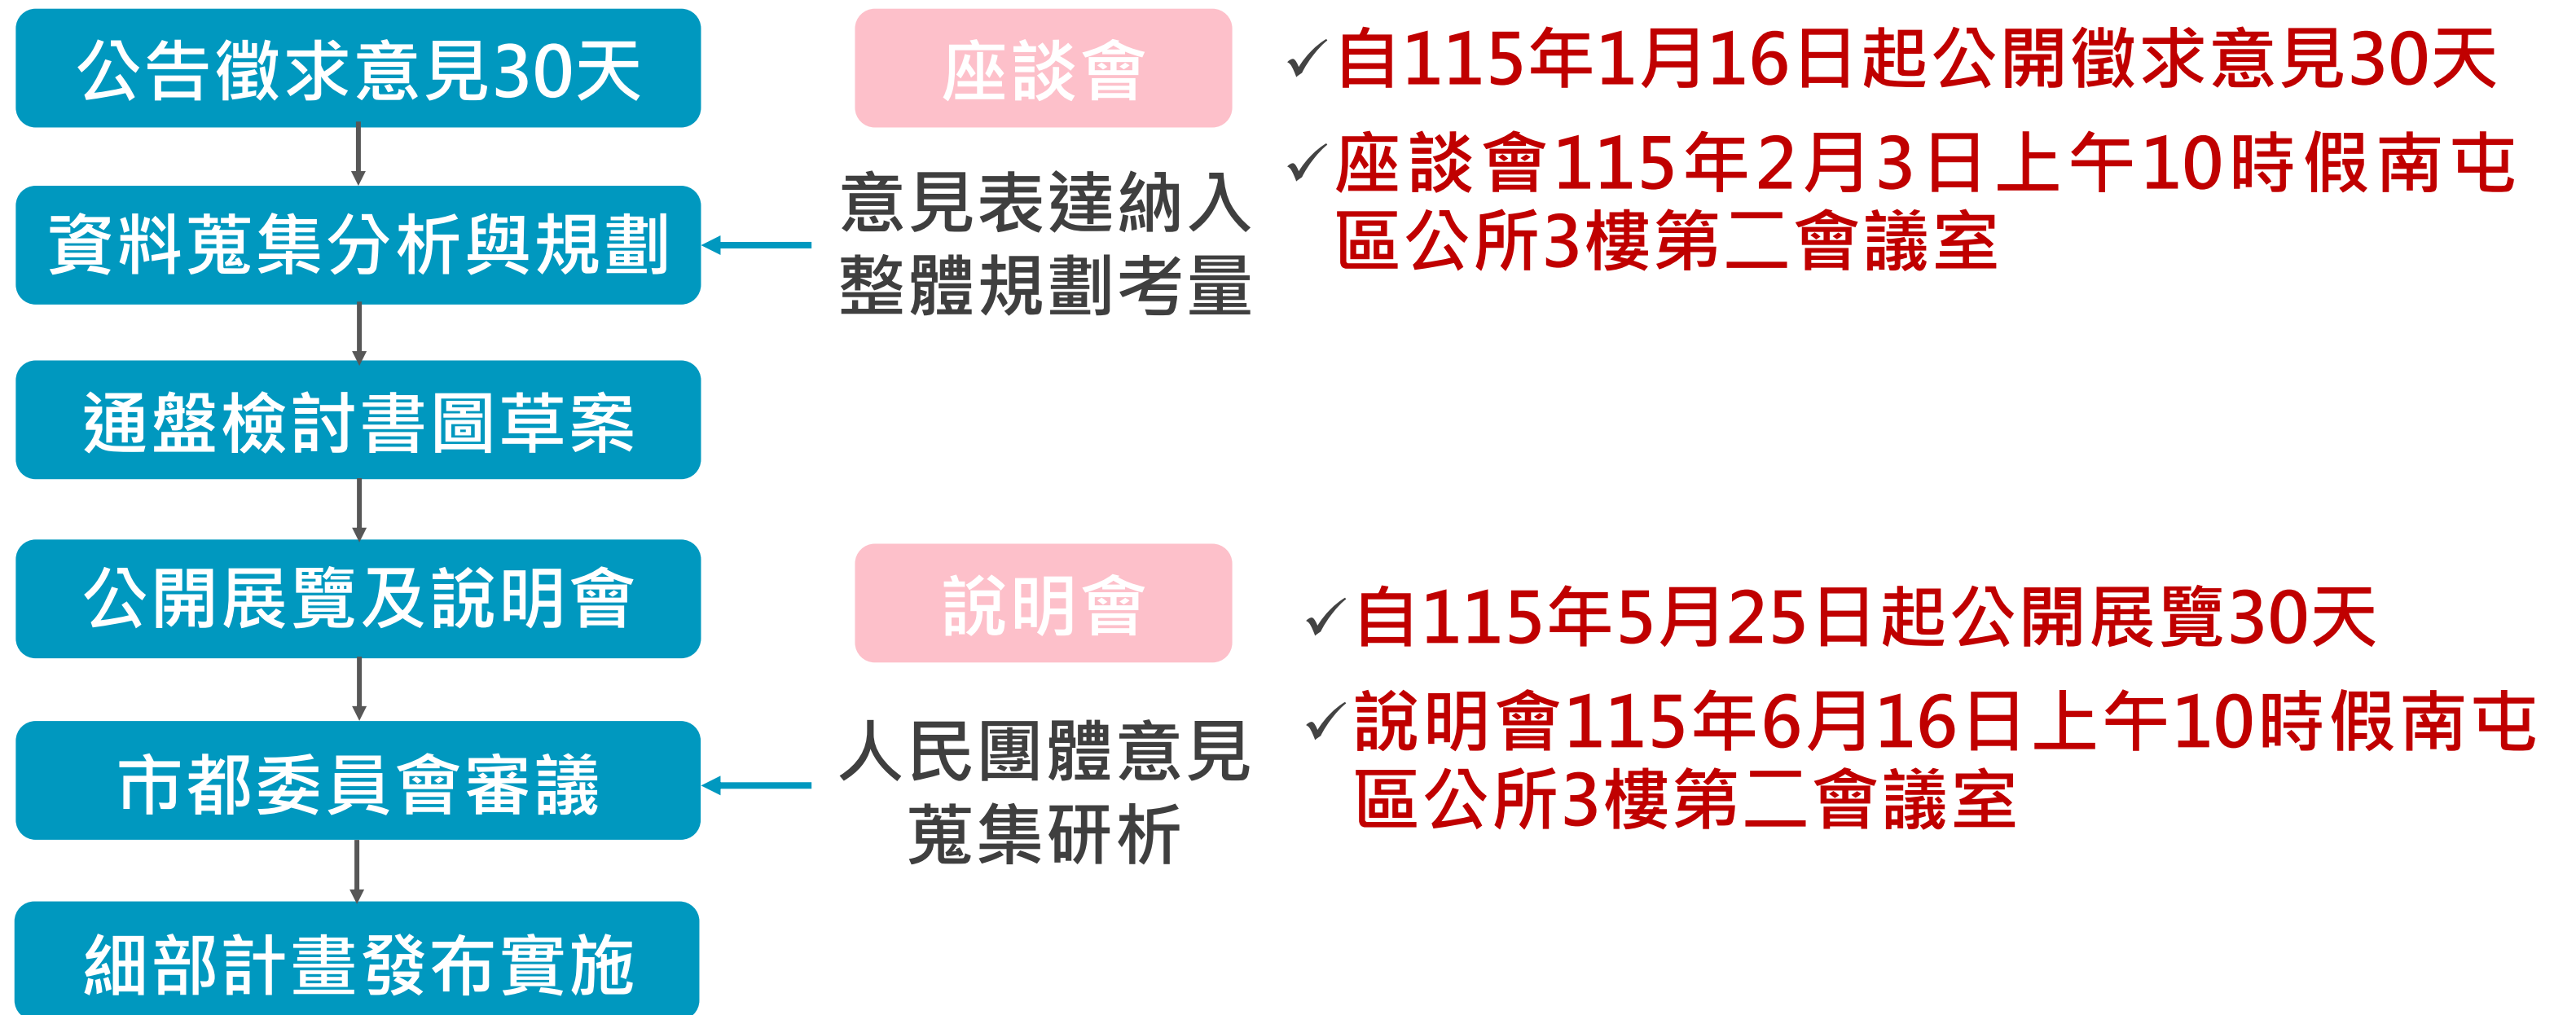 公告徵求意見30天
資料蒐集分析與規劃
通盤檢討書圖草案
公開展覽及說明會
市都委員會審議
細部計畫發布實施
座談會
意見表達納入
整體規劃考量
說明會
人民團體意見
蒐集研析
✓自115年1月16日起公開徵求意見30天
✓座談會115年2月3日上午10時假南屯
區公所3樓第二會議室
✓自115年5月25日起公開展覽30天
✓說明會115年6月16日上午10時假南屯
區公所3樓第二會議室